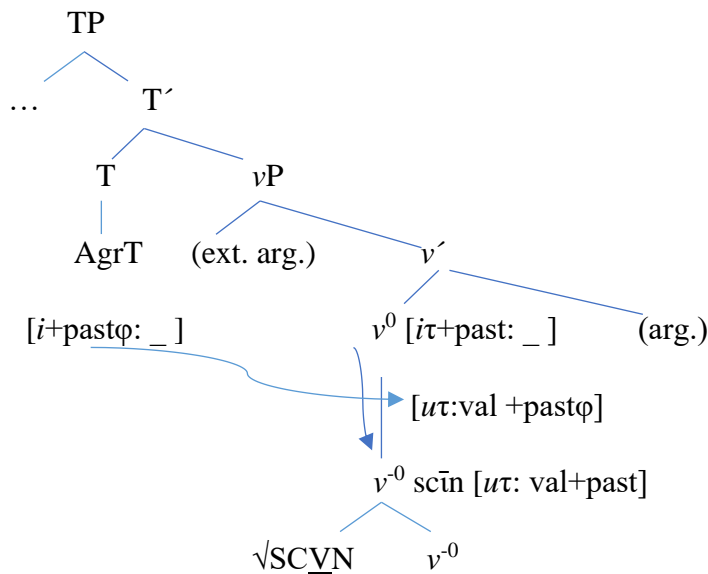 TP
… T´
T vP
AgrT (ext. arg.) v´
[i+pastφ: _ ] v⁰ [iτ+past: _ ] (arg.)
[uτ:val +pastφ]
v⁻⁰ scīn [uτ: val+past]
√SCVN v⁻⁰